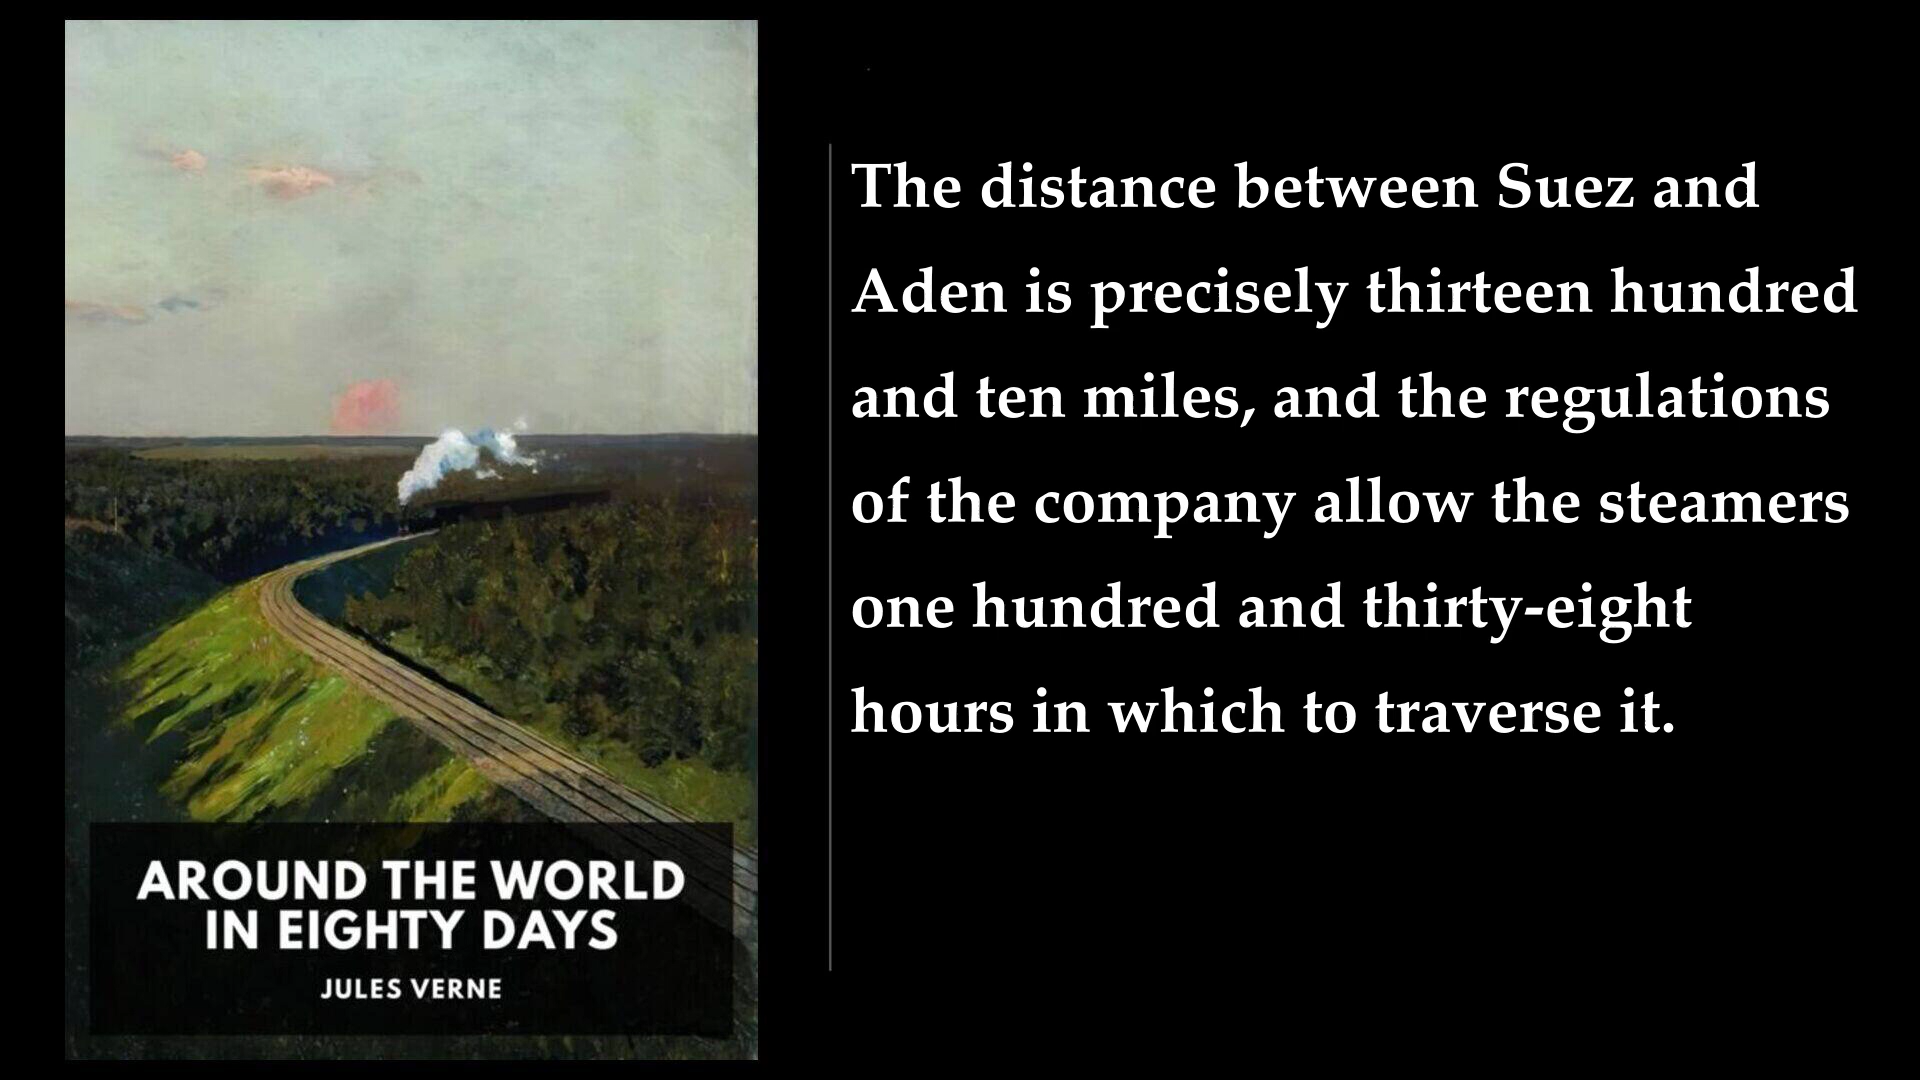 The distance between Suez and
Aden is precisely thirteen hundred
and ten miles, and the regulations
of the company allow the steamers
one hundred and thirty-eight
hours in which to traverse it.
AROUND THE WORLD
IN EIGHTY DAYS
JULES VERNE